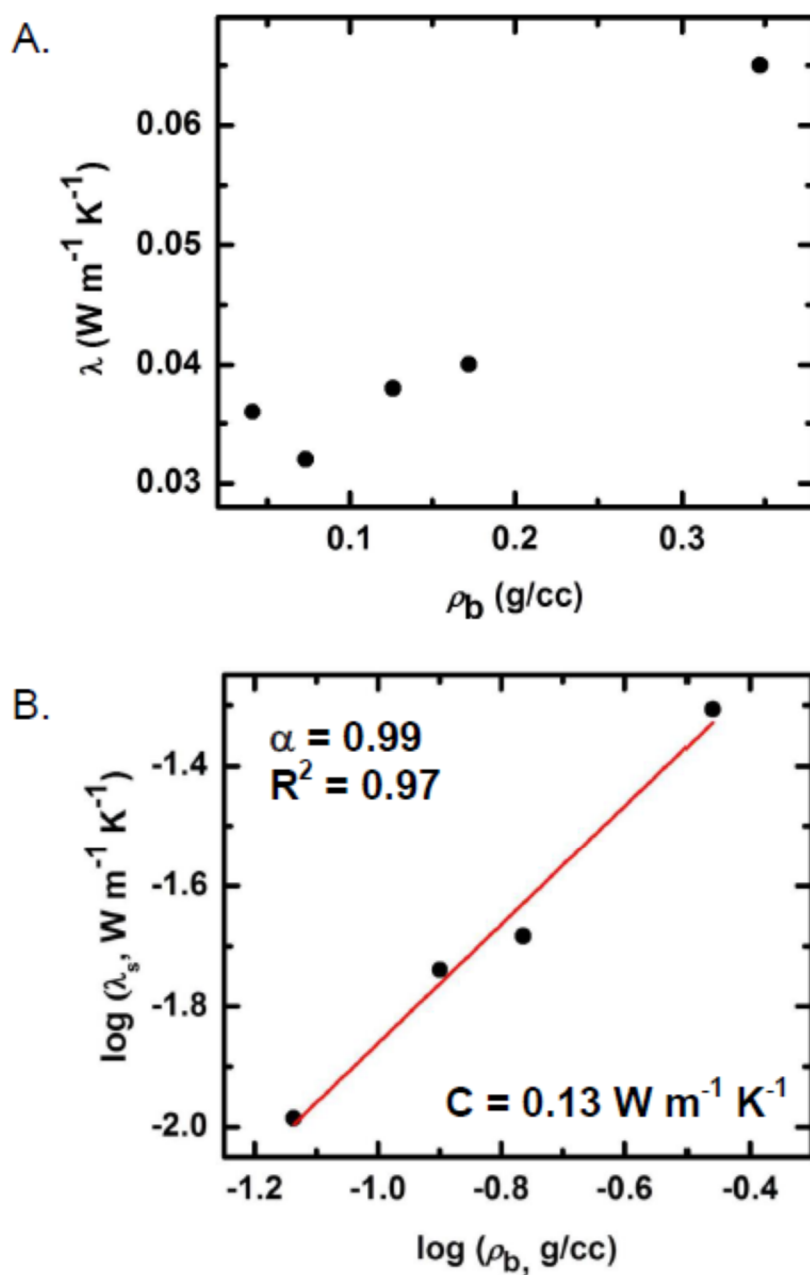 A.
0.06
0.05
0.04
0.03
λ (W m⁻¹ K⁻¹)
0.1 0.2 0.3
ρb (g/cc)
B.
α = 0.99
R² = 0.97
-1.4
-1.6
-1.8
-2.0
log (λs, W m⁻¹ K⁻¹)
C = 0.13 W m⁻¹ K⁻¹
-1.2 -1.0 -0.8 -0.6 -0.4
log (ρb, g/cc)